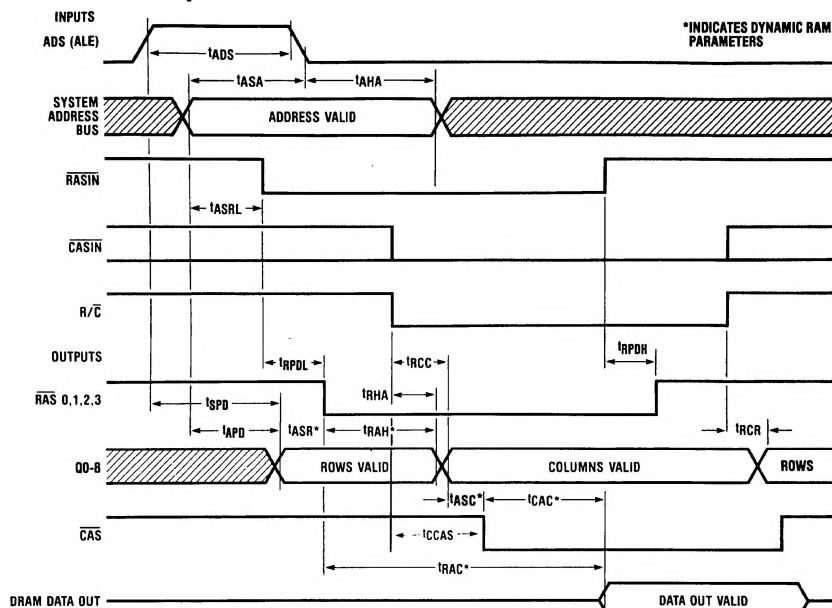 INPUTS
ADS (ALE)
*INDICATES DYNAMIC RAM
PARAMETERS
tADS
tASA
tAHA
SYSTEM
ADDRESS
BUS
ADDRESS VALID
RASIN
tASRL
CASIN
R/C
OUTPUTS
tRPDL
tRCC
tRPDH
RAS 0,1,2,3
tSPD
tRHA
tAPD
tASR*
tRAH*
tRCR
Q0-8
ROWS VALID
COLUMNS VALID
ROWS
tASC*
tCAC*
CAS
tCCAS
tRAC*
DRAM DATA OUT
DATA OUT VALID